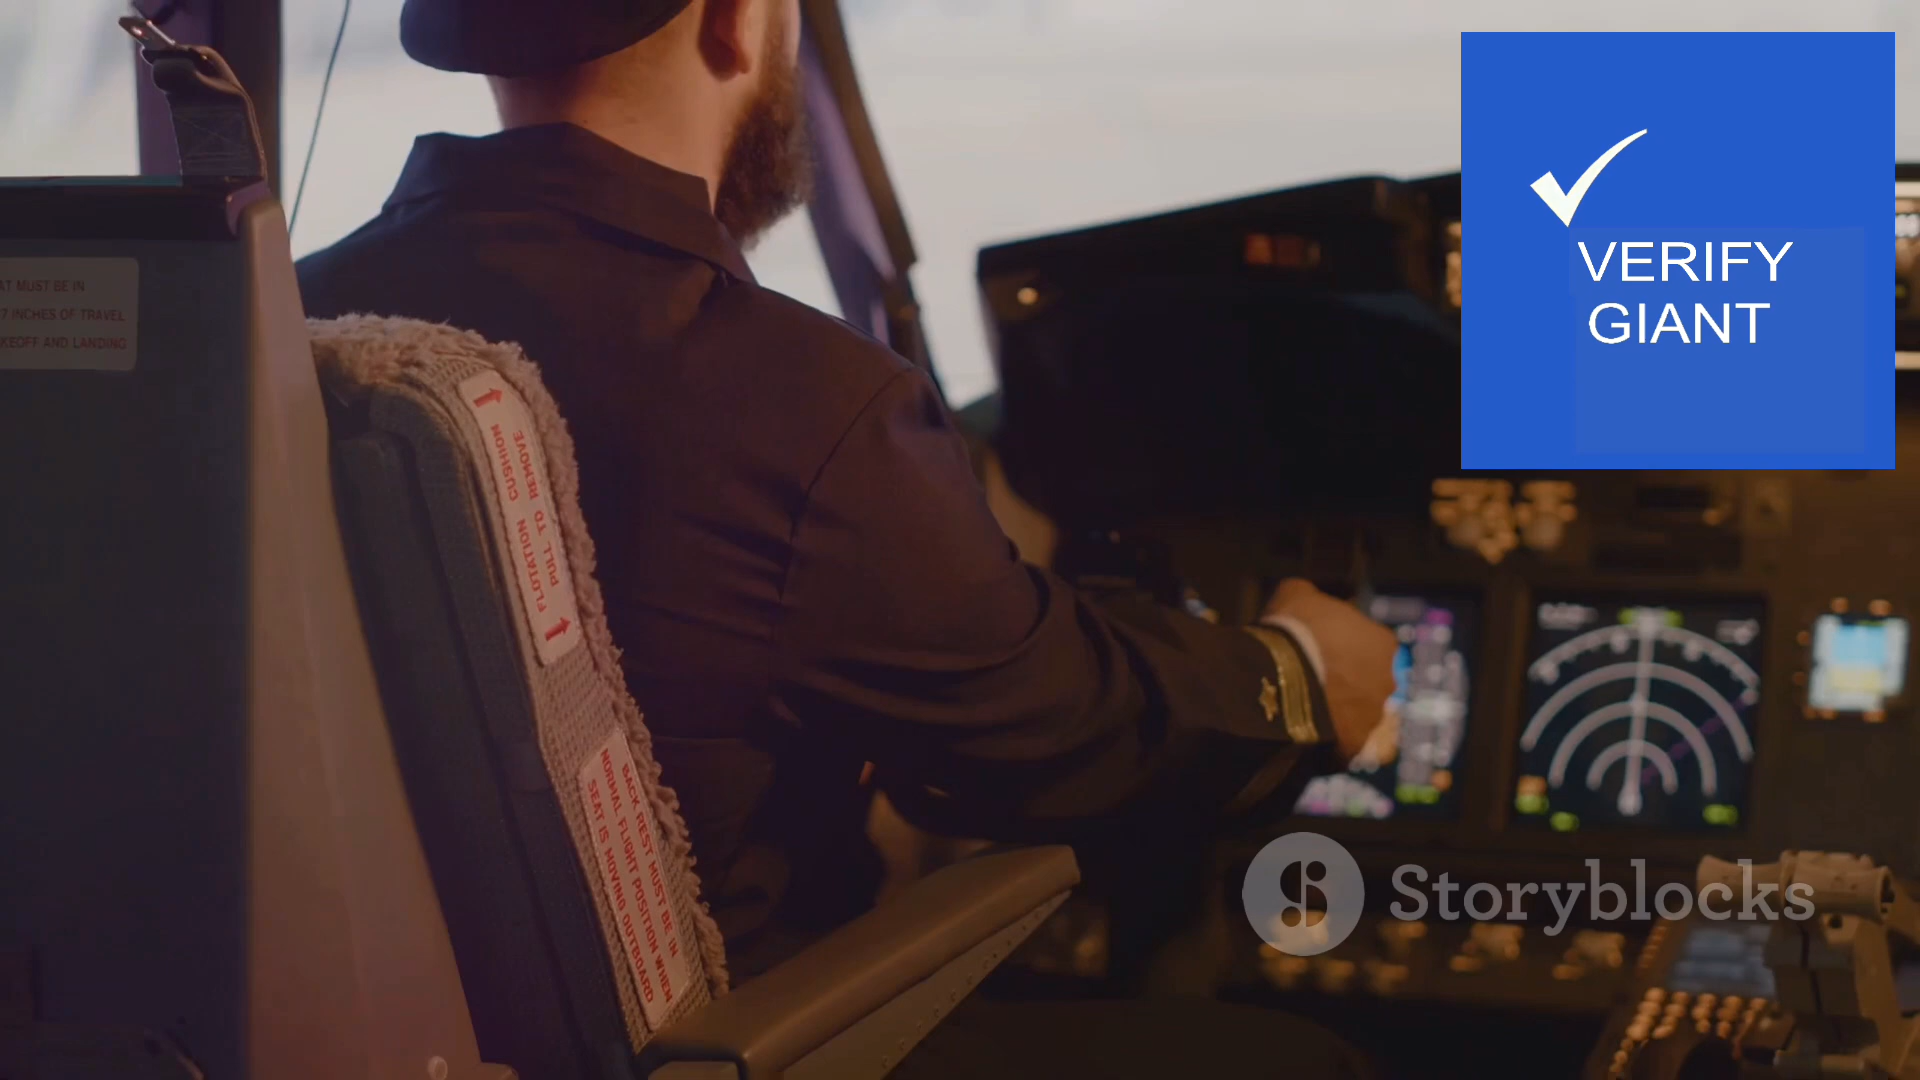 AT MUST BE IN
7 INCHES OF TRAVEL
KEOFF AND LANDING
FLOTATION CUSHION
PULL TO REMOVE
BACK REST MUST BE IN
NORMAL FLIGHT POSITION WHEN
SEAT IS MOVING OUTBOARD
VERIFY
GIANT
Storyblocks